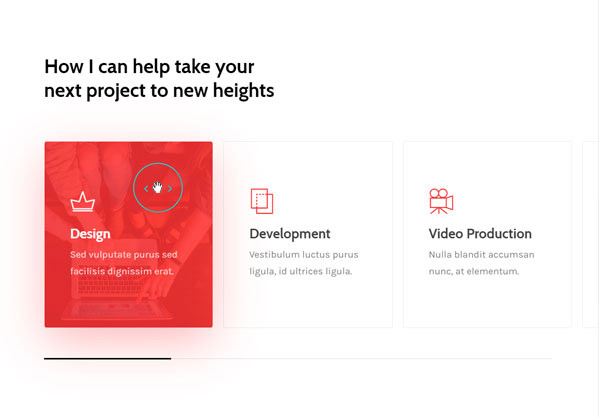 How I can help take your
next project to new heights
Design
Sed vulputate purus sed
facilisis dignissim erat.
Development
Vestibulum luctus purus
ligula, id ultrices ligula.
Video Production
Nulla blandit accumsan
nunc, at elementum.